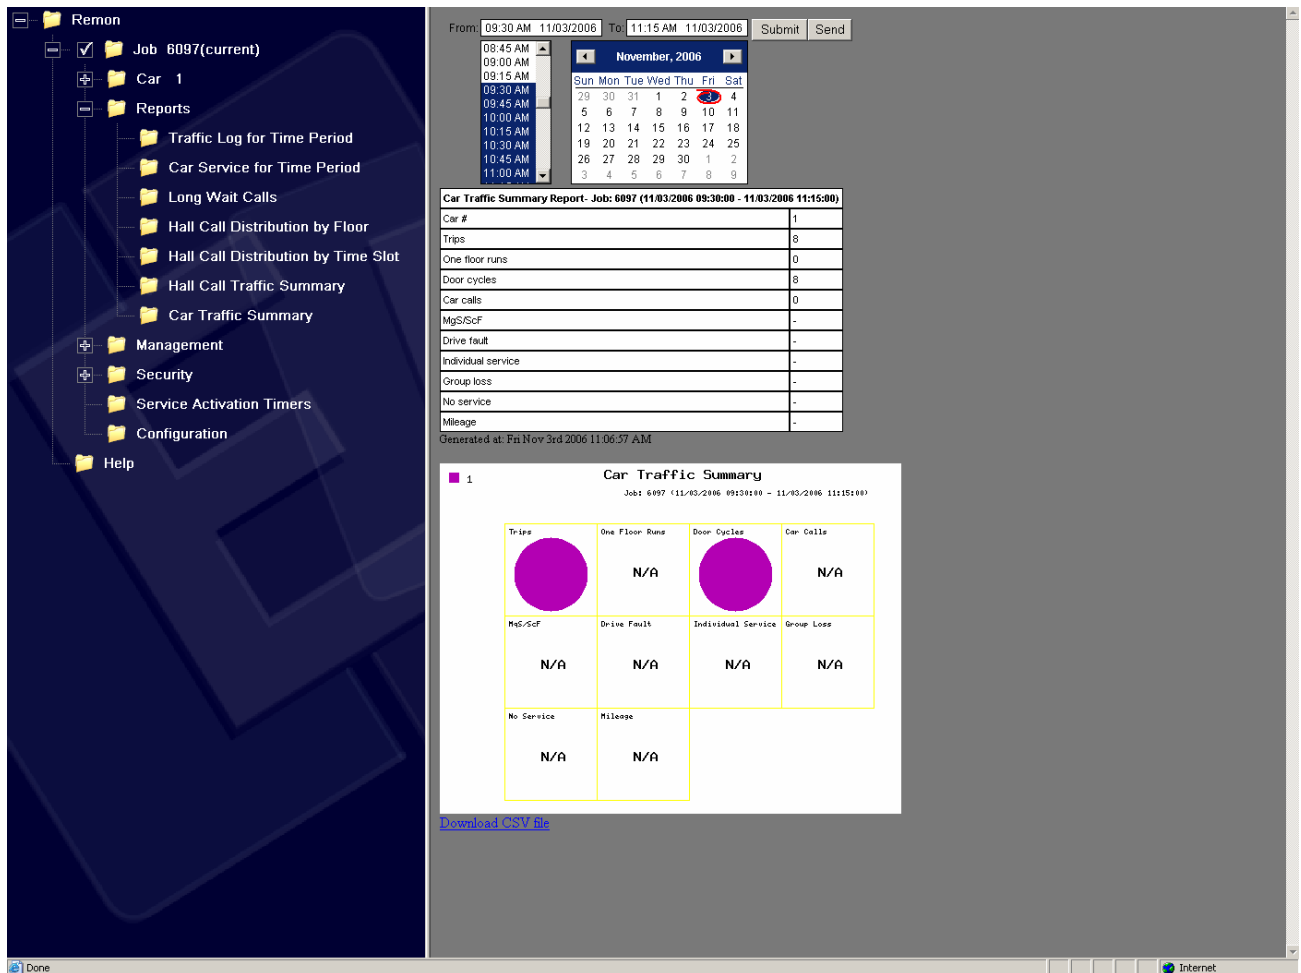 Remon
Job 6097(current)
Car 1
Reports
Traffic Log for Time Period
Car Service for Time Period
Long Wait Calls
Hall Call Distribution by Floor
Hall Call Distribution by Time Slot
Hall Call Traffic Summary
Car Traffic Summary
Management
Security
Service Activation Timers
Configuration
Help
From: 09:30 AM 11/03/2006 To: 11:15 AM 11/03/2006 Submit Send
08:45 AM
09:00 AM
09:15 AM
09:30 AM
09:45 AM
10:00 AM
10:15 AM
10:30 AM
10:45 AM
11:00 AM
November, 2006
Sun Mon Tue Wed Thu Fri Sat
29 30 31 1 2 3 4
5 6 7 8 9 10 11
12 13 14 15 16 17 18
19 20 21 22 23 24 25
26 27 28 29 30 1 2
3 4 5 6 7 8 9
Car Traffic Summary Report- Job: 6097 (11/03/2006 09:30:00 - 11/03/2006 11:15:00)
Car # 1
Trips 8
One floor runs 0
Door cycles 8
Car calls 0
MgS/ScF -
Drive fault -
Individual service -
Group loss -
No service -
Mileage -
Generated at: Fri Nov 3rd 2006 11:06:57 AM
1 Car Traffic Summary
Job: 6097 (11/03/2006 09:30:00 - 11/03/2006 11:15:00)
Trips One Floor Runs Door Cycles Car Calls
N/A N/A
MgS/ScF Drive Fault Individual Service Group Loss
N/A N/A N/A N/A
No Service Mileage
N/A N/A
Download CSV file
Done Internet